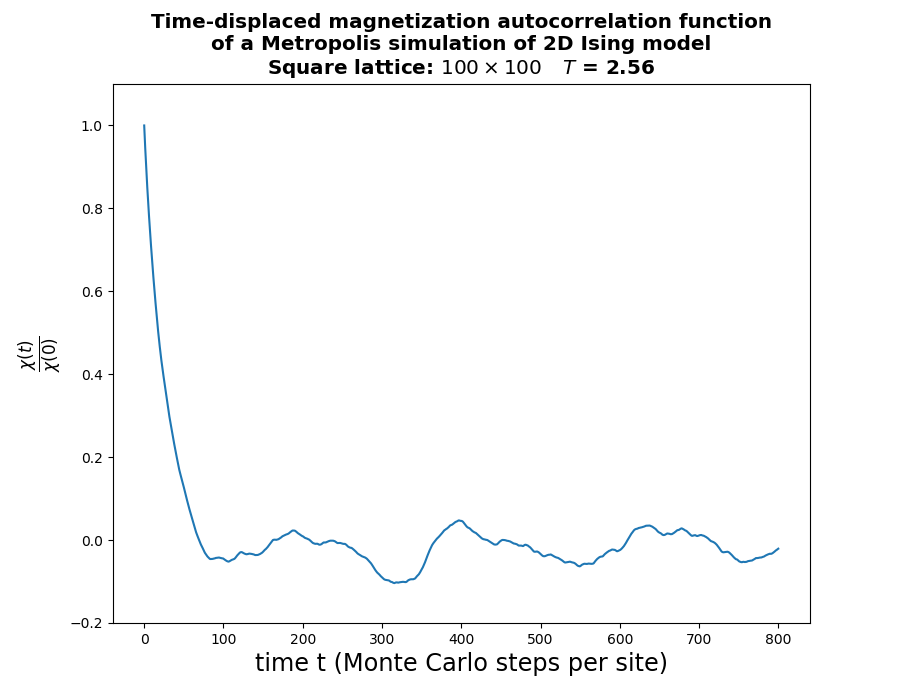 Time-displaced magnetization autocorrelation function
of a Metropolis simulation of 2D Ising model
Square lattice: 100 × 100 T = 2.56
1.0
0.8
0.6
0.4
0.2
0.0
−0.2
χ(t)
χ(0)
0 100 200 300 400 500 600 700 800
time t (Monte Carlo steps per site)